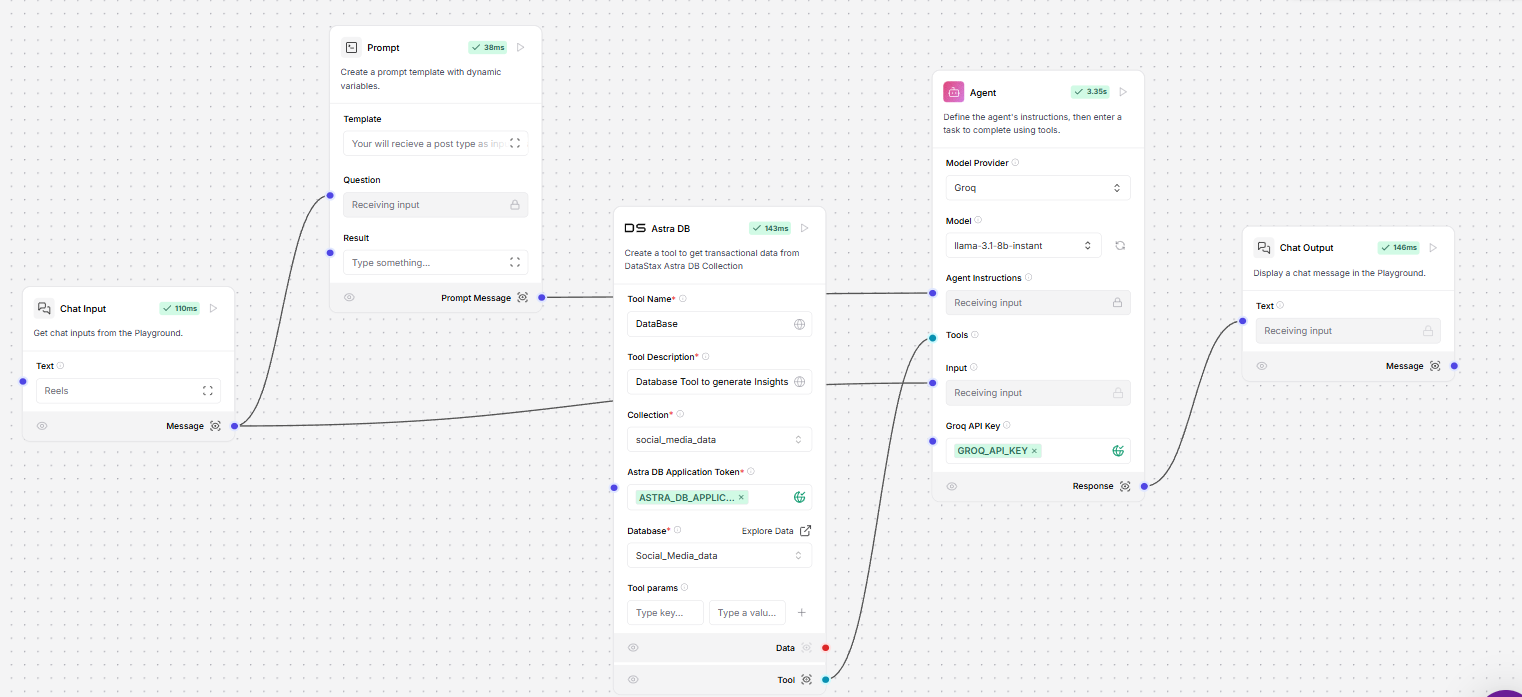 Prompt
38ms
Create a prompt template with dynamic
variables.
Template
Your will recieve a post type as inp
Question
Receiving input
Result
Type something...
Prompt Message
Chat Input
110ms
Get chat inputs from the Playground.
Text
Reels
Message
DS Astra DB
143ms
Create a tool to get transactional data from
DataStax Astra DB Collection
Tool Name*
DataBase
Tool Description*
Database Tool to generate Insights
Collection*
social_media_data
Astra DB Application Token*
ASTRA_DB_APPLIC... ×
Database*
Explore Data
Social_Media_data
Tool params
Type key...
Type a valu...
Data
Tool
Agent
3.35s
Define the agent's instructions, then enter a
task to complete using tools.
Model Provider
Groq
Model
llama-3.1-8b-instant
Agent Instructions
Receiving input
Tools
Input
Receiving input
Groq API Key
GROQ_API_KEY ×
Response
Chat Output
146ms
Display a chat message in the Playground.
Text
Receiving input
Message